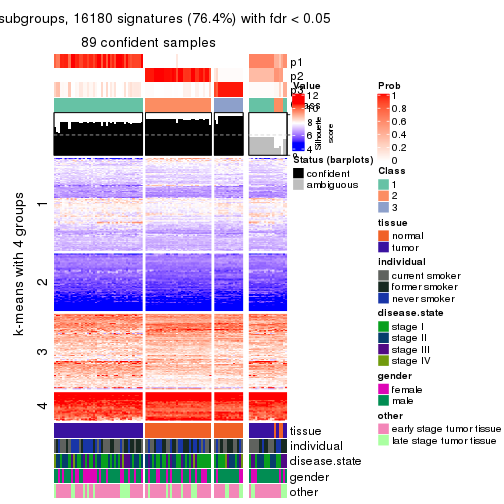 subgroups, 16180 signatures (76.4%) with fdr < 0.05
89 confident samples
p1
p2
p3
Class
Silhouette
score
k-means with 4 groups
1
2
3
4
tissue
individual
disease.state
gender
other
Value
12
10
8
6
4
Status (barplots)
confident
ambiguous
Prob
1
0.8
0.6
0.4
0.2
0
Class
1
2
3
tissue
normal
tumor
individual
current smoker
former smoker
never smoker
disease.state
stage I
stage II
stage III
stage IV
gender
female
male
other
early stage tumor tissue
late stage tumor tissue